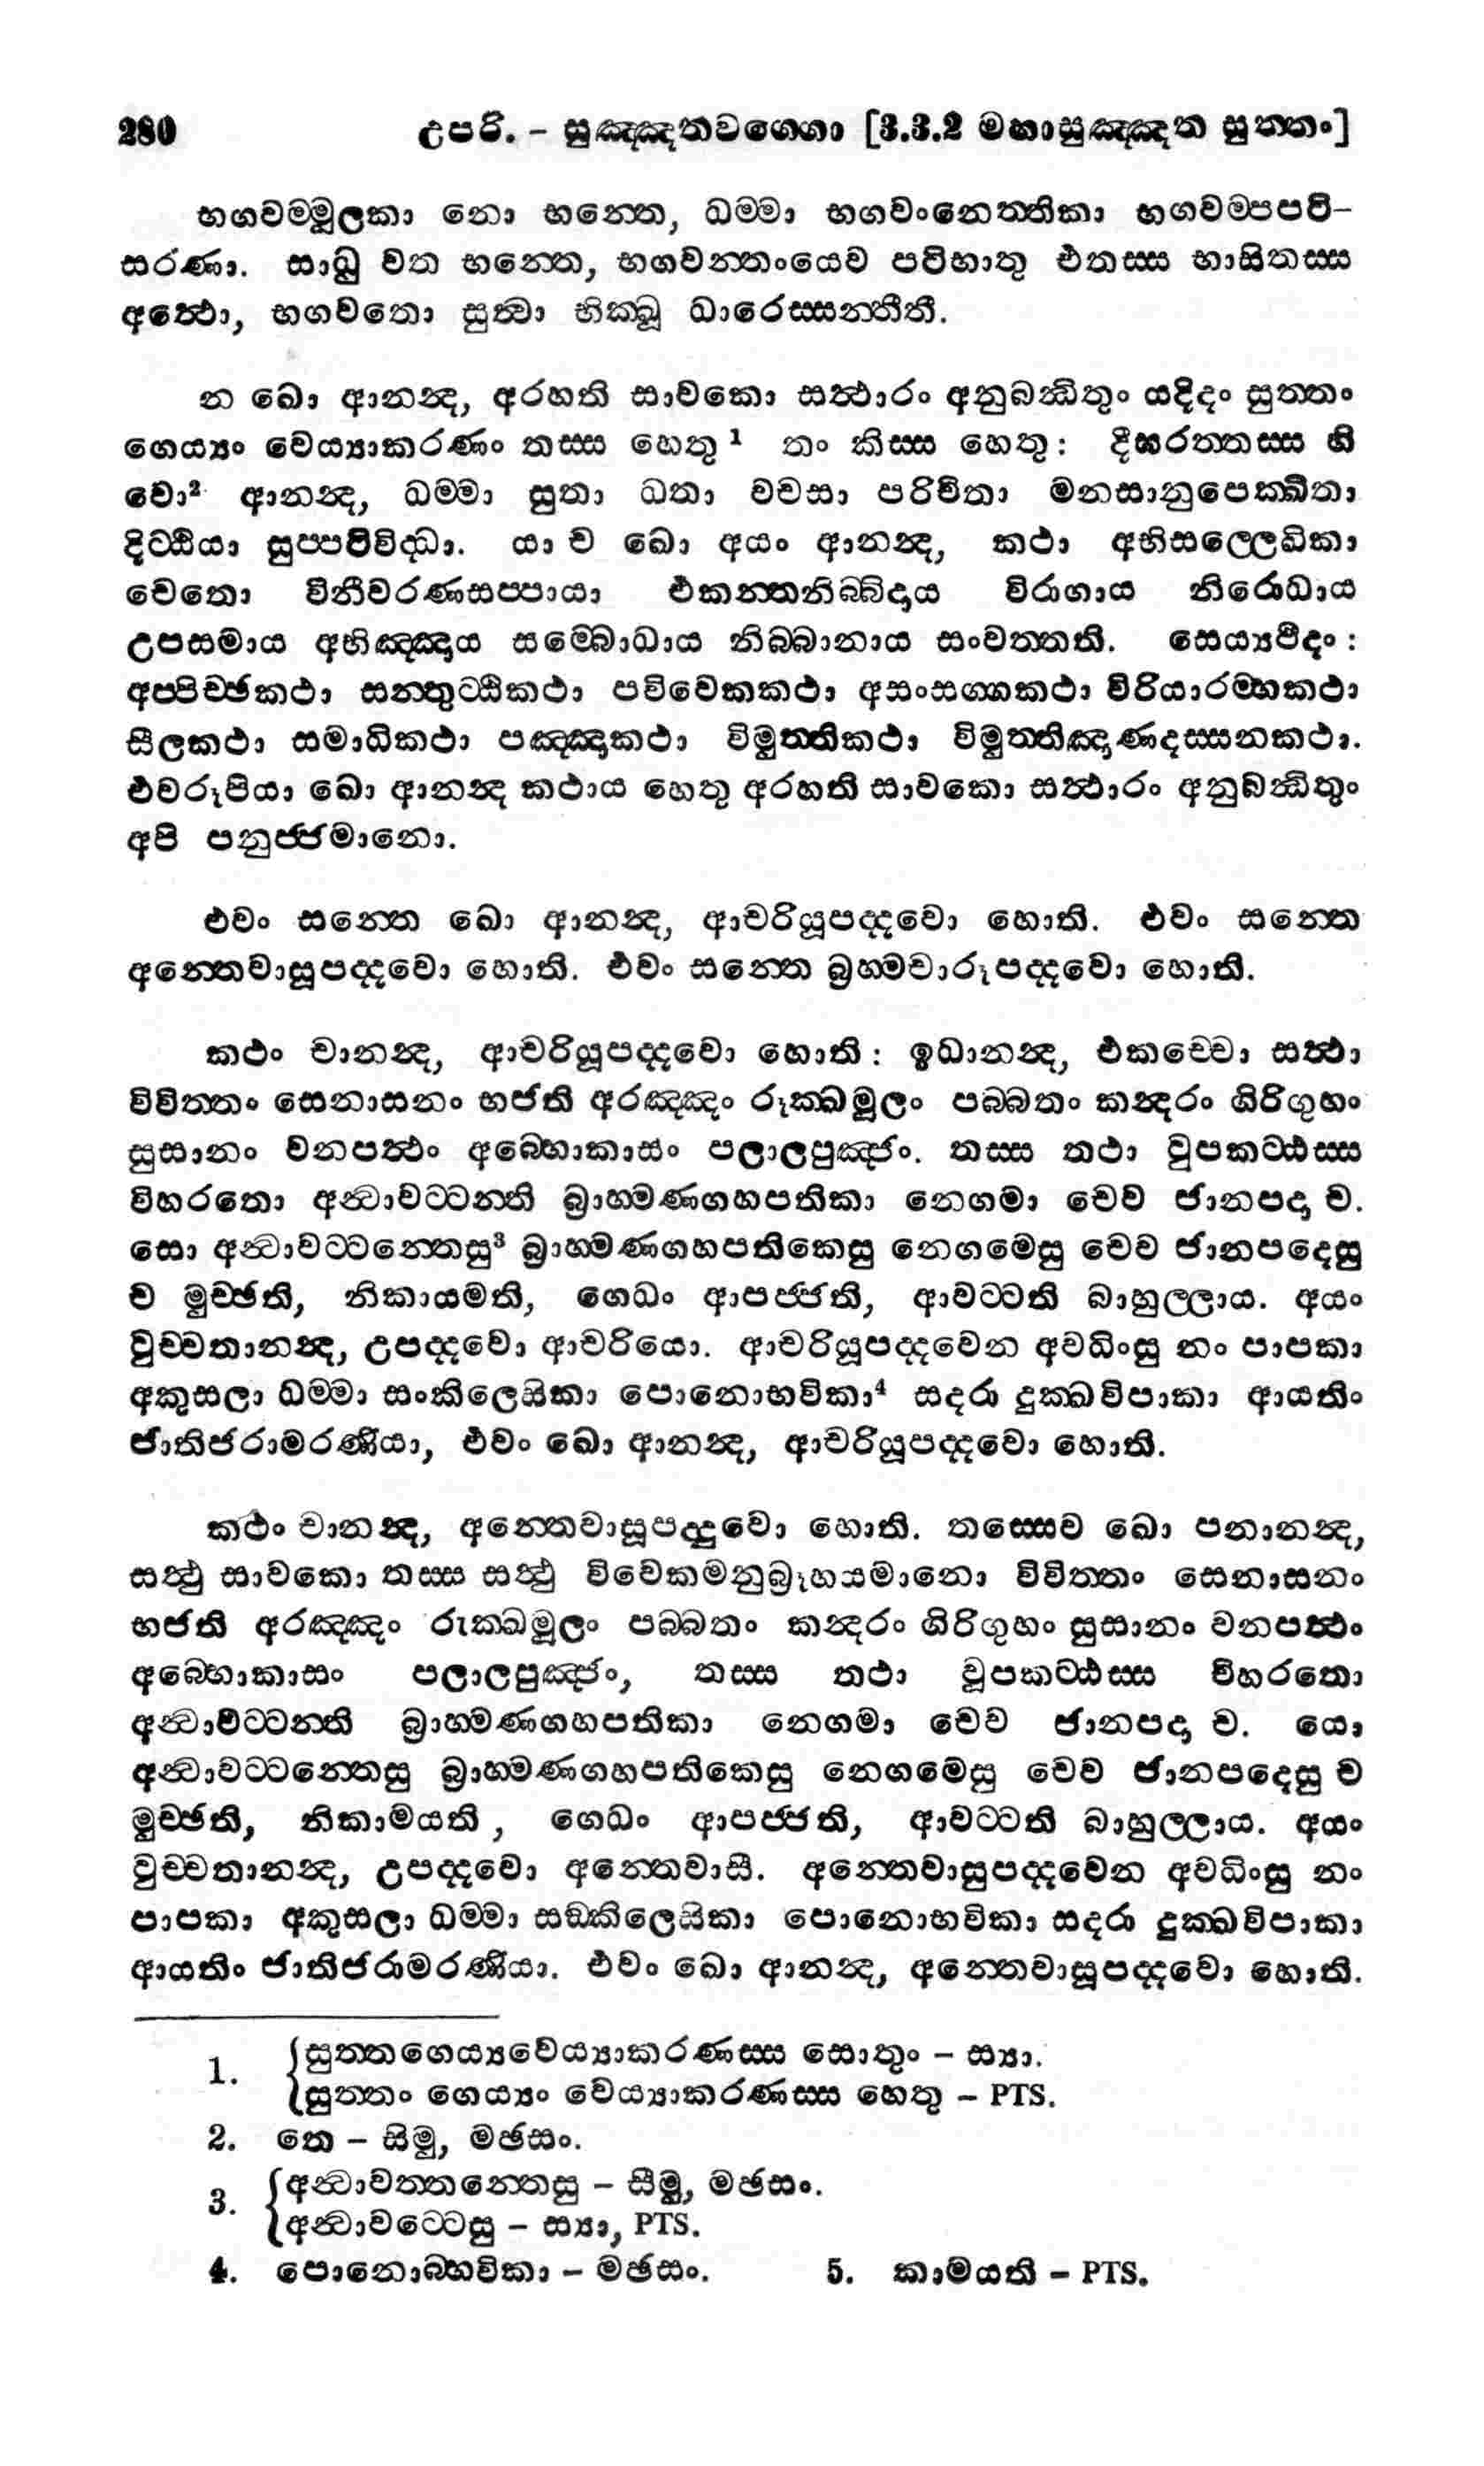 280 උපරි. – සුඤ්ඤතවග්ගො [3.3.2 මහාසුඤ්ඤත සුත්තං]
භගවම්මූලකා නො භන්තෙ, ධම්මා භගවංනෙත්තිකා භගවම්පටි–
සරණා. සාධු වත භන්තෙ, භගවන්තංයෙව පටිභාතු එතස්ස භාසිතස්ස
අත්ථො, භගවතො සුත්වා භික්ඛූ ධාරෙස්සන්තීති.
න ඛො ආනන්ද, අරහති සාවකො සත්ථාරං අනුබන්ධිතුං යදිදං සුත්තං
ගෙය්‍යං වෙය්‍යාකරණං තස්ස හෙතු¹ තං කිස්ස හෙතු: දීඝරත්තස්ස හි
වො² ආනන්ද, ධම්මා සුතා ධතා වචසා පරිචිතා මනසානුපෙක්ඛිතා
දිට්ඨියා සුප්පටිවිද්ධා. යා ච ඛො අයං ආනන්ද, කථා අභිසල්ලෙඛිකා
චෙතො විනීවරණසප්පායා එකන්තනිබ්බිදාය විරාගාය නිරොධාය
උපසමාය අභිඤ්ඤාය සම්බොධාය නිබ්බානාය සංවත්තති. සෙය්‍යථීදං:
අප්පිච්ඡකථා සන්තුට්ඨිකථා පවිවෙකකථා අසංසග්ගකථා විරියාරම්භකථා
සීලකථා සමාධිකථා පඤ්ඤාකථා විමුත්තිකථා විමුත්තිඤාණදස්සනකථා.
එවරූපියා ඛො ආනන්ද කථාය හෙතු අරහති සාවකො සත්ථාරං අනුබන්ධිතුං
අපි පනුජ්ජමානො.
එවං සන්තෙ ඛො ආනන්ද, ආචරියූපද්දවො හොති. එවං සන්තෙ
අන්තෙවාසූපද්දවො හොති. එවං සන්තෙ බ්‍රහ්මචාරූපද්දවො හොති.
කථං චානන්ද, ආචරියූපද්දවො හොති: ඉධානන්ද, එකච්චො සත්ථා
විවිත්තං සෙනාසනං භජති අරඤ්ඤං රුක්ඛමූලං පබ්බතං කන්දරං ගිරිගුහං
සුසානං වනපත්ථං අබ්භොකාසං පලාලපුඤ්ජං. තස්ස තථා වූපකට්ඨස්ස
විහරතො අන්වාවට්ටන්ති බ්‍රාහ්මණගහපතිකා නෙගමා චෙව ජානපදා ච.
සො අන්වාවට්ටන්තෙසු³ බ්‍රාහ්මණගහපතිකෙසු නෙගමෙසු චෙව ජානපදෙසු
ච මුච්ඡති, නිකායමති, ගෙධං ආපජ්ජති, ආවට්ටති බාහුල්ලාය. අයං
වුච්චතානන්ද, උපද්දවො ආචරියො. ආචරියූපද්දවෙන අවධිංසු නං පාපකා
අකුසලා ධම්මා සංකිලෙසිකා පොනොභවිකා⁴ සදරා දුක්ඛවිපාකා ආයතිං
ජාතිජරාමරණියා, එවං ඛො ආනන්ද, ආචරියූපද්දවො හොති.
කථං චානන්ද, අන්තෙවාසූපද්දුවො හොති. තස්සෙව ඛො පනානන්ද,
සත්ථු සාවකො තස්ස සත්ථු විවෙකමනුබ්‍රූහයමානො විවිත්තං සෙනාසනං
භජති අරඤ්ඤං රුක්ඛමූලං පබ්බතං කන්දරං ගිරිගුහං සුසානං වනපත්ථං
අබ්භොකාසං පලාලපුඤ්ජං, තස්ස තථා වූපකට්ඨස්ස විහරතො
අන්වාවට්ටන්ති බ්‍රාහ්මණගහපතිකා නෙගමා චෙව ජානපදා ච. යො
අන්වාවට්ටන්තෙසු බ්‍රාහ්මණගහපතිකෙසු නෙගමෙසු චෙව ජානපදෙසු ච
මුච්ඡති, නිකාමයති, ගෙධං ආපජ්ජති, ආවට්ටති බාහුල්ලාය. අයං
වුච්චතානන්ද, උපද්දවො අන්තෙවාසී. අන්තෙවාසුපද්දවෙන අවධිංසු නං
පාපකා අකුසලා ධම්මා සඞ්කිලෙසිකා පොනොභවිකා සදරා දුක්ඛවිපාකා
ආයතිං ජාතිජරාමරණියා. එවං ඛො ආනන්ද, අන්තෙවාසූපද්දවො හොති.
1. {සුත්තගෙය්‍යවෙය්‍යාකරණස්ස සොතුං – ස්‍යා.
{සුත්තං ගෙය්‍යං වෙය්‍යාකරණස්ස හෙතු – PTS.
2. තෙ – සිමු, මඡසං.
3. {අන්වාවත්තන්තෙසු – සීමු, මඡසං.
{අන්වාවට්ටෙසු – ස්‍යා, PTS.
4. පොනොබ්භවිකා – මඡසං. 5. කාමයති – PTS.